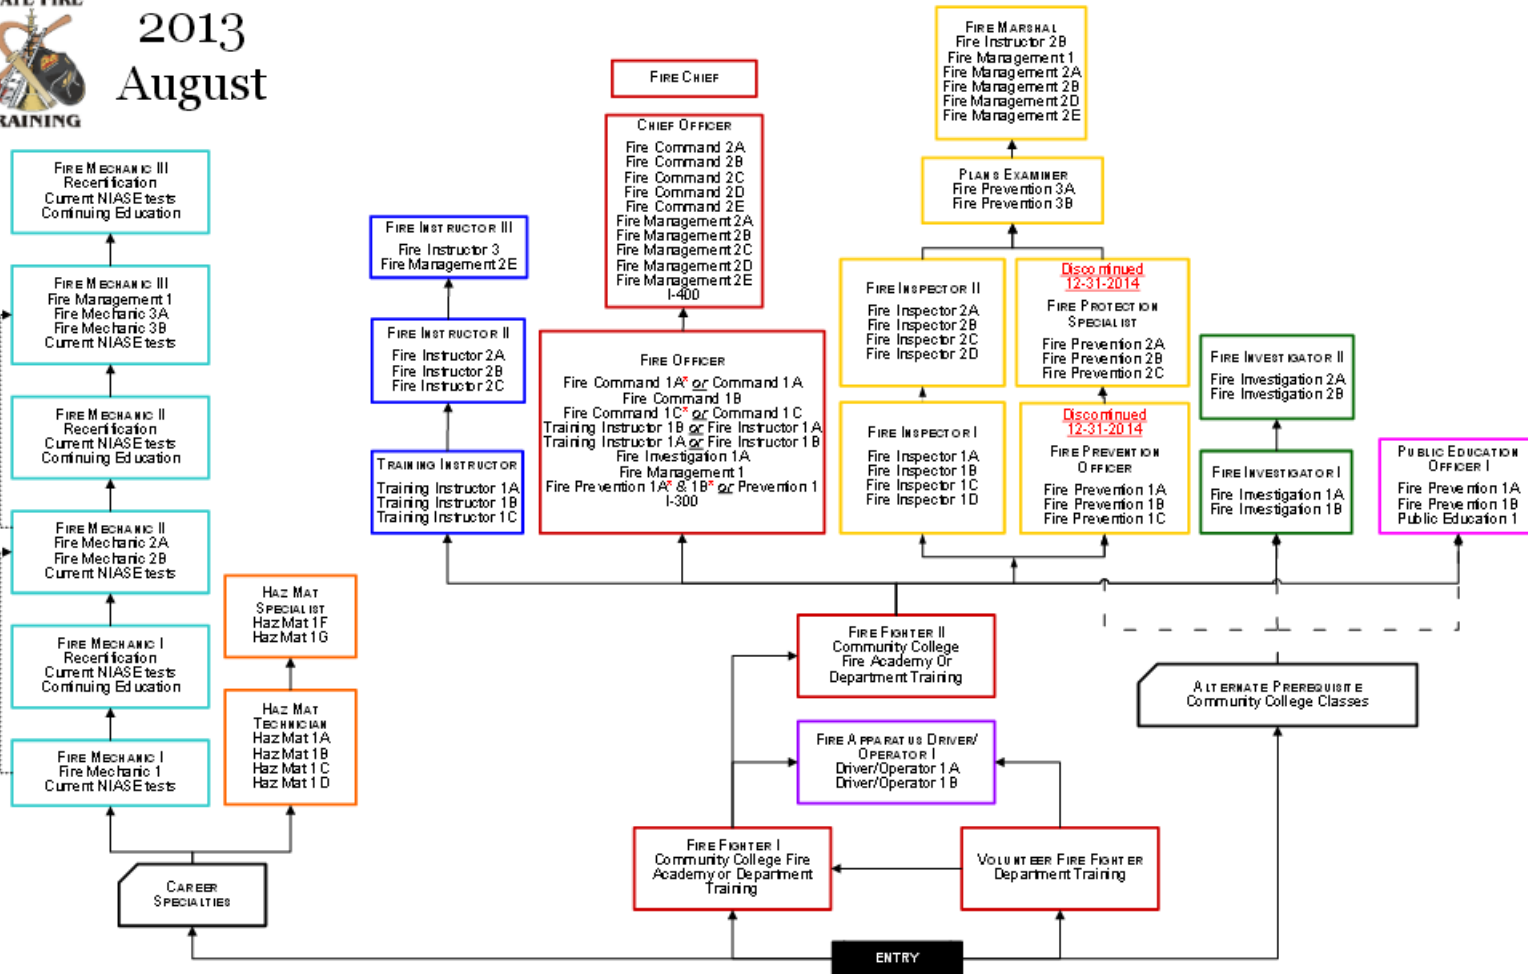 2013
August
RAINING
FIRE CHIEF
CHIEF OFFICER
Fire Command 2A
Fire Command 2B
Fire Command 2C
Fire Command 2D
Fire Command 2E
Fire Management 2A
Fire Management 2B
Fire Management 2C
Fire Management 2D
Fire Management 2E
I-400
FIRE OFFICER
Fire Command 1A* or Command 1A
Fire Command 1B
Fire Command 1C* or Command 1C
Training Instructor 1B or Fire Instructor 1A
Training Instructor 1A or Fire Instructor 1B
Fire Investigation 1A
Fire Management 1
Fire Prevention 1A* & 1B* or Prevention 1
I-300
FIRE MARSHAL
Fire Instructor 2B
Fire Management 1
Fire Management 2A
Fire Management 2B
Fire Management 2D
Fire Management 2E
PLANS EXAMINER
Fire Prevention 3A
Fire Prevention 3B
FIRE INSPECTOR II
Fire Inspector 2A
Fire Inspector 2B
Fire Inspector 2C
Fire Inspector 2D
Discontinued
12-31-2014
FIRE PROTECTION
SPECIALIST
Fire Prevention 2A
Fire Prevention 2B
Fire Prevention 2C
FIRE INSPECTOR I
Fire Inspector 1A
Fire Inspector 1B
Fire Inspector 1C
Fire Inspector 1D
Discontinued
12-31-2014
FIRE PREVENTION
OFFICER
Fire Prevention 1A
Fire Prevention 1B
Fire Prevention 1C
FIRE INVESTIGATOR II
Fire Investigation 2A
Fire Investigation 2B
FIRE INVESTIGATOR I
Fire Investigation 1A
Fire Investigation 1B
PUBLIC EDUCATION
OFFICER I
Fire Prevention 1A
Fire Prevention 1B
Public Education 1
FIRE INSTRUCTOR III
Fire Instructor 3
Fire Management 2E
FIRE INSTRUCTOR II
Fire Instructor 2A
Fire Instructor 2B
Fire Instructor 2C
TRAINING INSTRUCTOR
Training Instructor 1A
Training Instructor 1B
Training Instructor 1C
FIRE MECHANIC III
Recertification
Current NIASE tests
Continuing Education
FIRE MECHANIC III
Fire Management 1
Fire Mechanic 3A
Fire Mechanic 3B
Current NIASE tests
FIRE MECHANIC II
Recertification
Current NIASE tests
Continuing Education
FIRE MECHANIC II
Fire Mechanic 2A
Fire Mechanic 2B
Current NIASE tests
FIRE MECHANIC I
Recertification
Current NIASE tests
Continuing Education
FIRE MECHANIC I
Fire Mechanic 1
Current NIASE tests
HAZ MAT
SPECIALIST
Haz Mat 1F
Haz Mat 1G
HAZ MAT
TECHNICIAN
Haz Mat 1A
Haz Mat 1B
Haz Mat 1C
Haz Mat 1D
CAREER
SPECIALTIES
FIRE FIGHTER II
Community College
Fire Academy Or
Department Training
FIRE APPARATUS DRIVER/
OPERATOR I
Driver/Operator 1A
Driver/Operator 1B
FIRE FIGHTER I
Community College Fire
Academy or Department
Training
VOLUNTEER FIRE FIGHTER
Department Training
ALTERNATE PREREQUISITE
Community College Classes
ENTRY